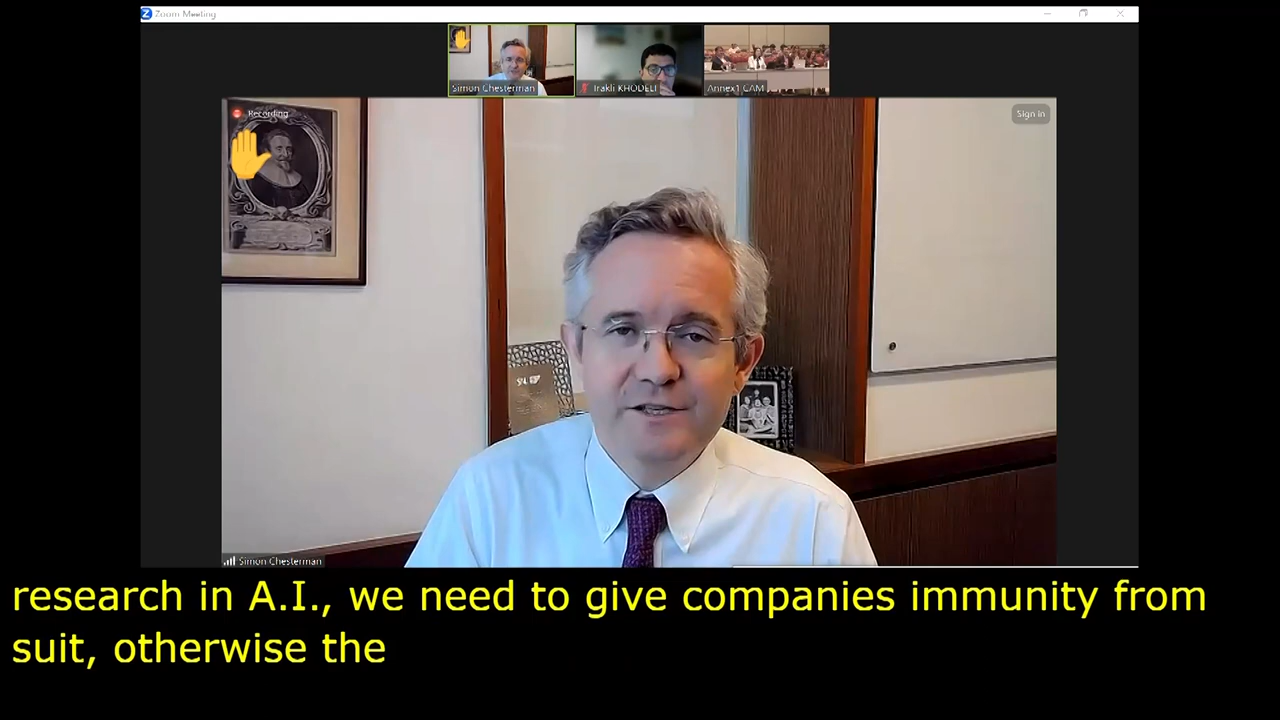 Zoom Meeting
Simon Chesterman
Irakli KHODELI
Annex1 CAM
Recording
Sign in
Simon Chesterman
research in A.I., we need to give companies immunity from
suit, otherwise the